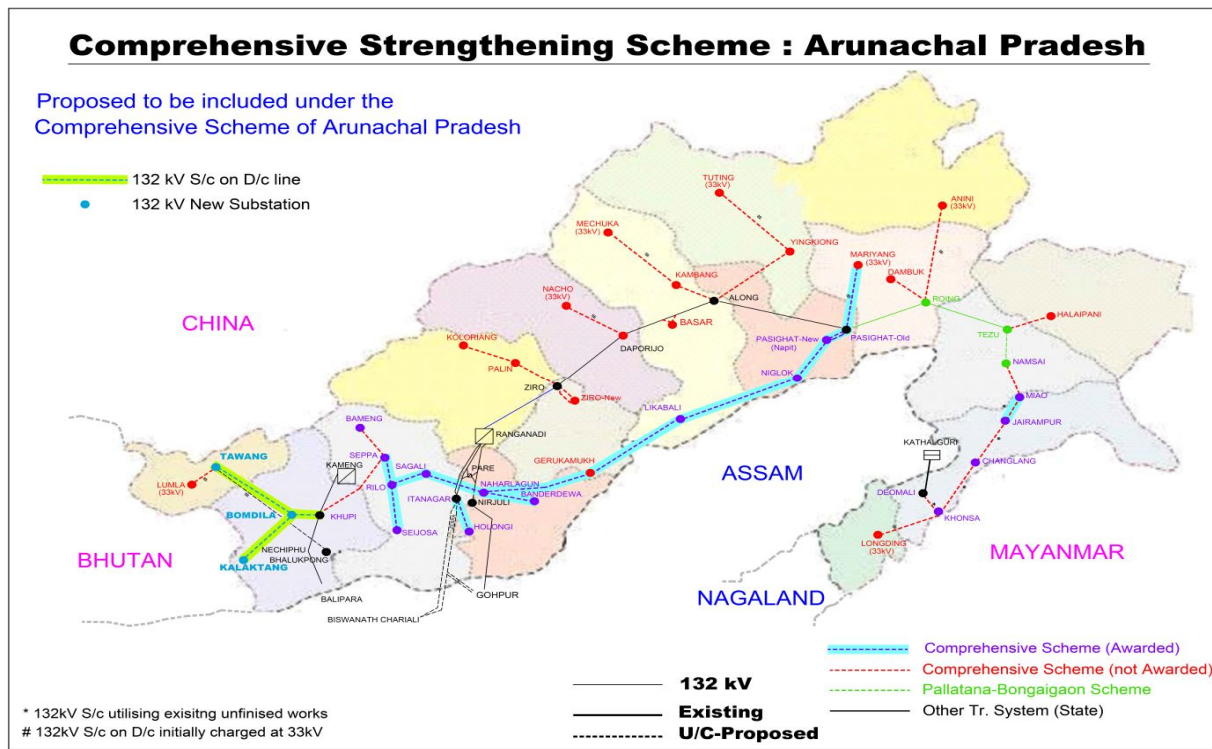 Comprehensive Strengthening Scheme : Arunachal Pradesh
Proposed to be included under the
Comprehensive Scheme of Arunachal Pradesh
132 kV S/c on D/c line
132 kV New Substation
TUTING
(33kV)
ANINI
(33kV)
MECHUKA
(33kV)
YINGKIONG
MARIYANG
(33kV)
DAMBUK
KAMBANG
NACHO
(33kV)
ALONG
ROING
HALAIPANI
CHINA
BASAR
TEZU
KOLORIANG
DAPORIJO
PASIGHAT-New
(Napit)
PASIGHAT-Old
PALIN
NIGLOK
NAMSAI
ZIRO
ZIRO-New
MIAO
LIKABALI
BAMENG
JAIRAMPUR
RANGANADI
KATHALGURI
SEPPA
KAMENG
SAGALI
PARE
GERUKAMUKH
ASSAM
CHANGLANG
TAWANG
LUMLA
(33kV)
RILO
NAHARLAGUN
ITANAGAR
NIRJULI
BANDERDEWA
DEOMALI
BOMDILA
KHUPI
KHONSA
SEIJOSA
HOLONGI
LONGDING
(33kV)
BHUTAN
NECHIPHU
BHALUKPONG
MAYANMAR
KALAKTANG
BALIPARA
GOHPUR
NAGALAND
BISWANATH CHARIALI
Comprehensive Scheme (Awarded)
Comprehensive Scheme (not Awarded)
Pallatana-Bongaigaon Scheme
Other Tr. System (State)
132 kV
Existing
U/C-Proposed
* 132kV S/c utilising exisitng unfinised works
# 132kV S/c on D/c initially charged at 33kV